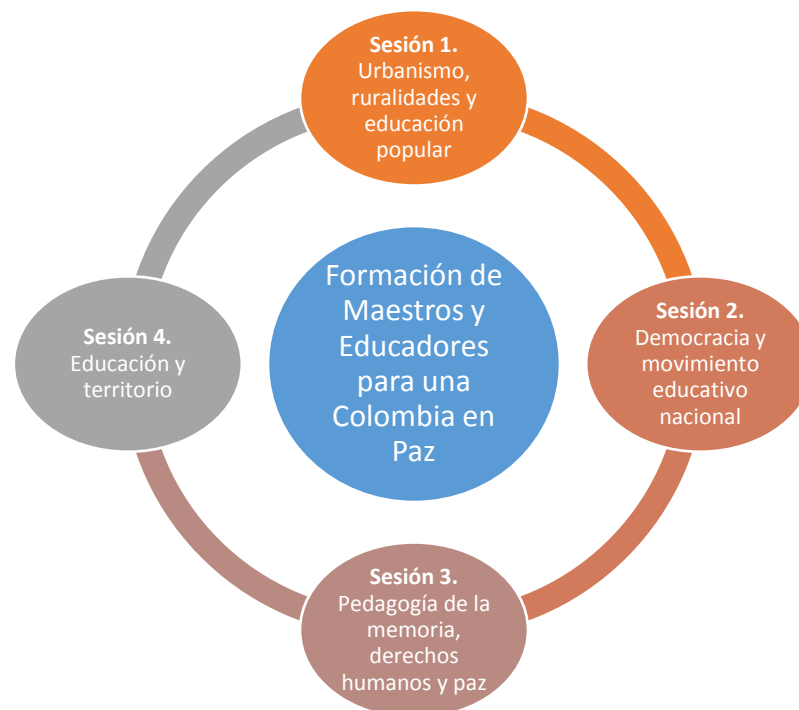 Sesión 1.
Urbanismo,
ruralidades y
educación
popular
Formación de
Maestros y
Educadores
para una
Colombia en
Paz
Sesión 2.
Democracia y
movimiento
educativo
nacional
Sesión 3.
Pedagogía de la
memoria,
derechos
humanos y paz
Sesión 4.
Educación y
territorio